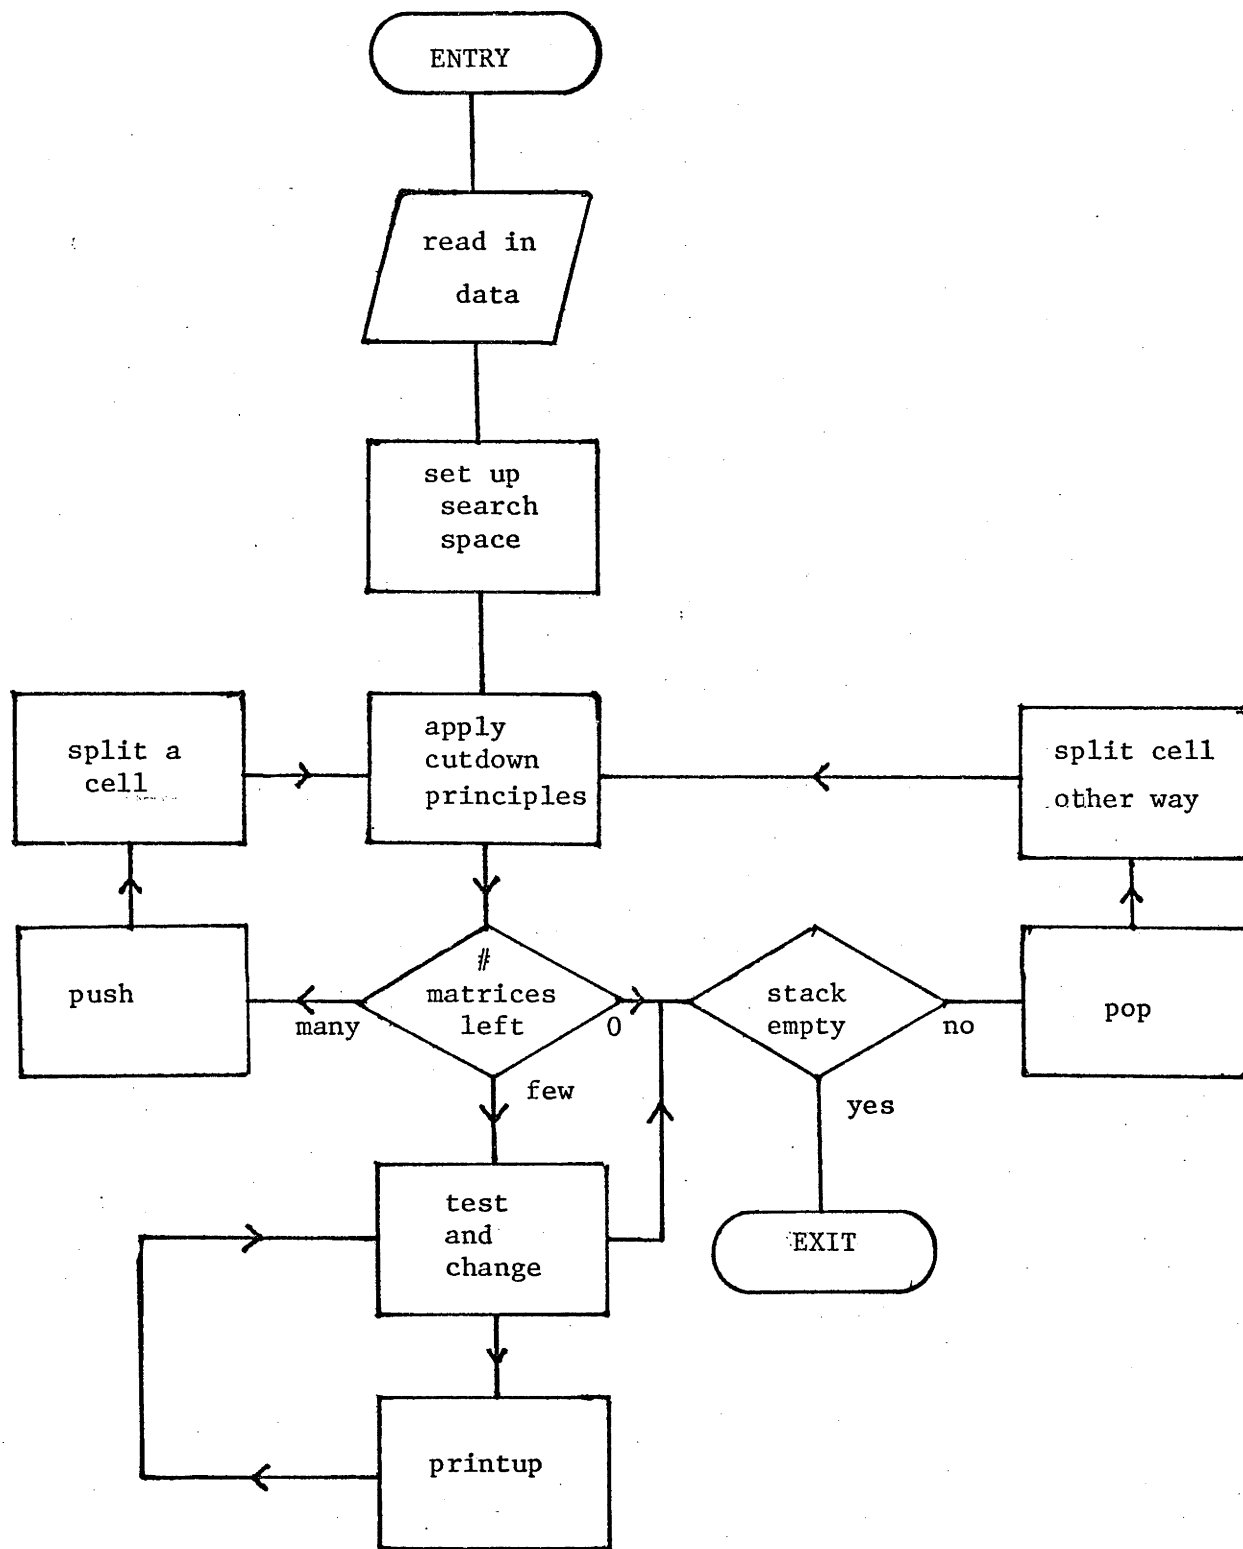 ENTRY
read in
data
set up
search
space
split a
cell
apply
cutdown
principles
split cell
other way
push
many
#
matrices
left
0
few
stack
empty
no
yes
pop
test
and
change
EXIT
printup